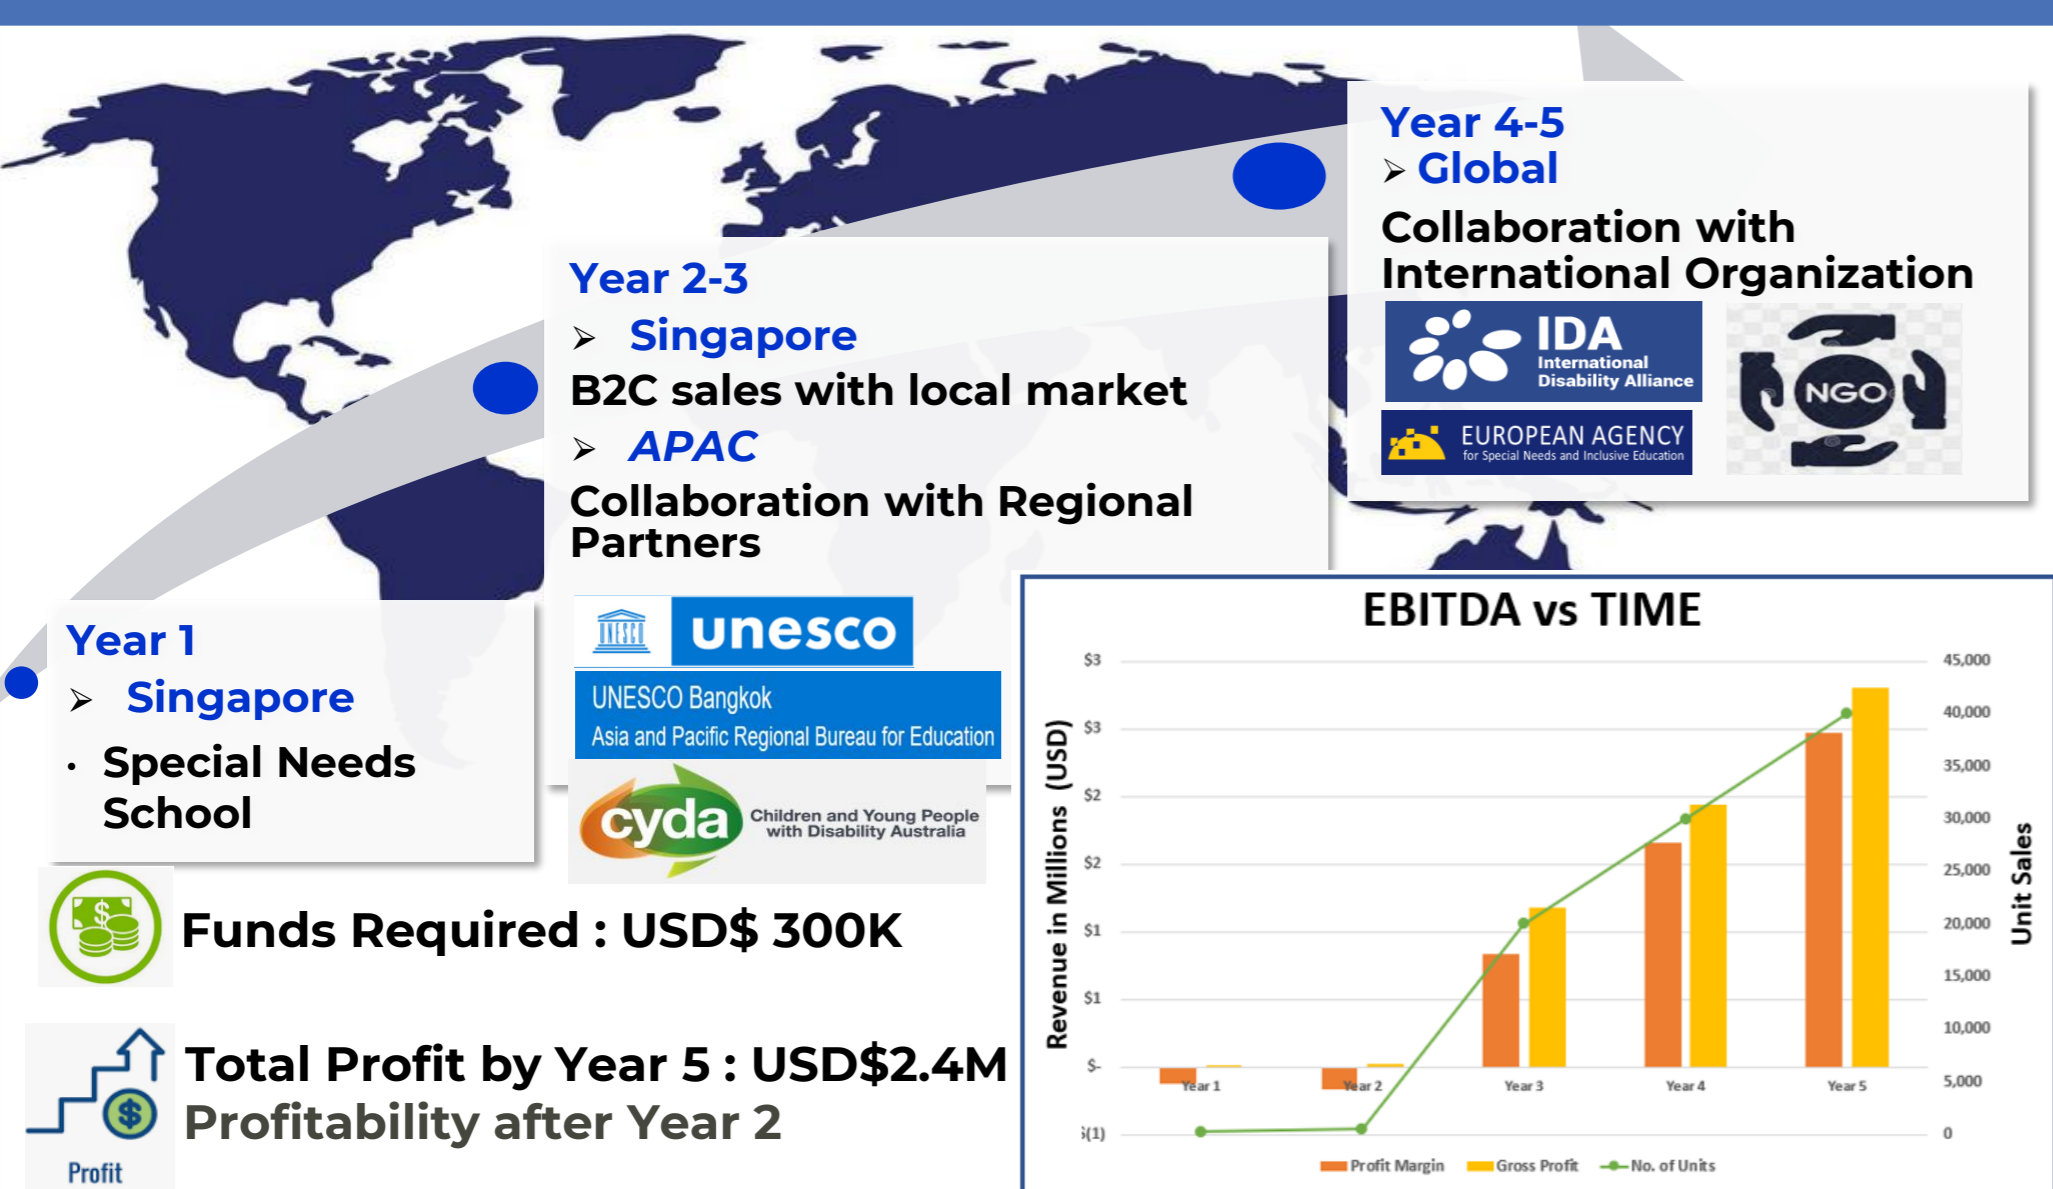 Year 1
➢ Singapore
• Special Needs
School
Year 2-3
➢ Singapore
B2C sales with local market
➢ APAC
Collaboration with Regional
Partners
UNESCO
unesco
UNESCO Bangkok
Asia and Pacific Regional Bureau for Education
cyda
Children and Young People
with Disability Australia
Year 4-5
➢ Global
Collaboration with
International Organization
IDA
International
Disability Alliance
EUROPEAN AGENCY
for Special Needs and Inclusive Education
NGO
Funds Required : USD$ 300K
Total Profit by Year 5 : USD$2.4M
Profitability after Year 2
Profit
EBITDA vs TIME
Revenue in Millions (USD)
$3
$3
$2
$2
$1
$1
$-
$(1)
Year 1
Year 2
Year 3
Year 4
Year 5
45,000
40,000
35,000
30,000
25,000
20,000
15,000
10,000
5,000
0
Unit Sales
Profit Margin
Gross Profit
No. of Units